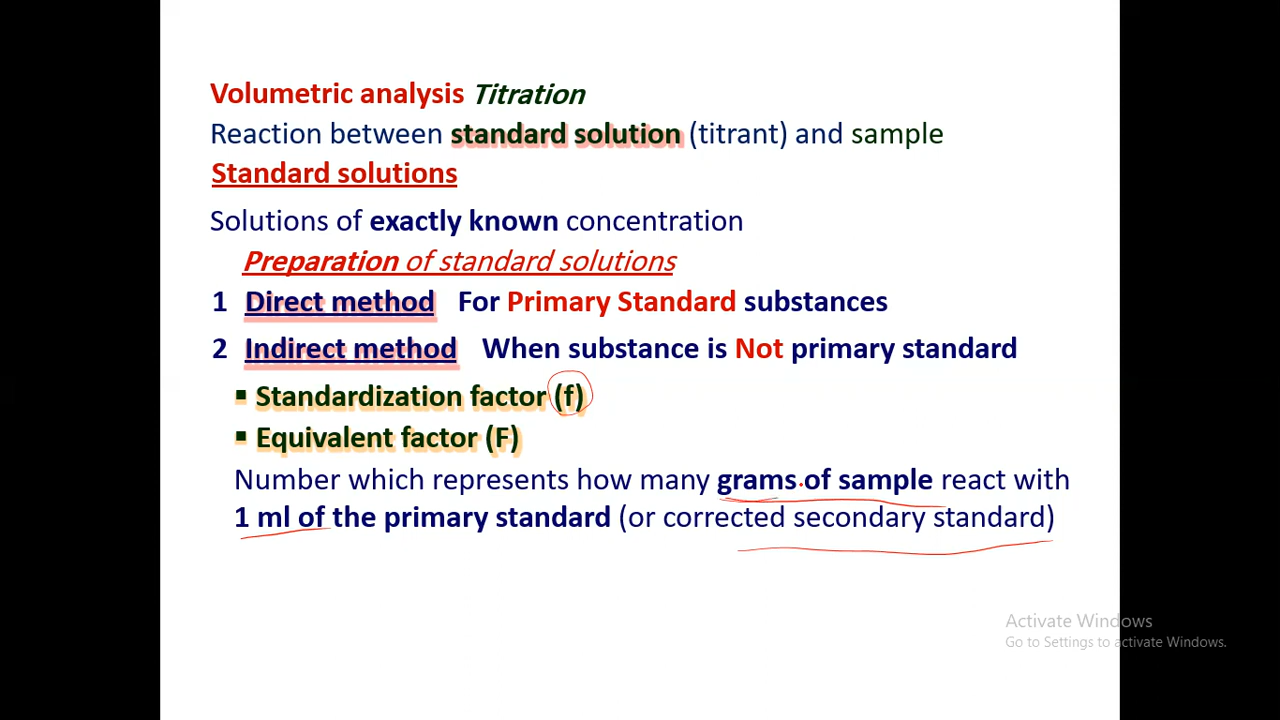 Volumetric analysis Titration
Reaction between standard solution (titrant) and sample
Standard solutions
Solutions of exactly known concentration
Preparation of standard solutions
1 Direct method For Primary Standard substances
2 Indirect method When substance is Not primary standard
▪ Standardization factor (f)
▪ Equivalent factor (F)
Number which represents how many grams of sample react with
1 ml of the primary standard (or corrected secondary standard)
Activate Windows
Go to Settings to activate Windows.